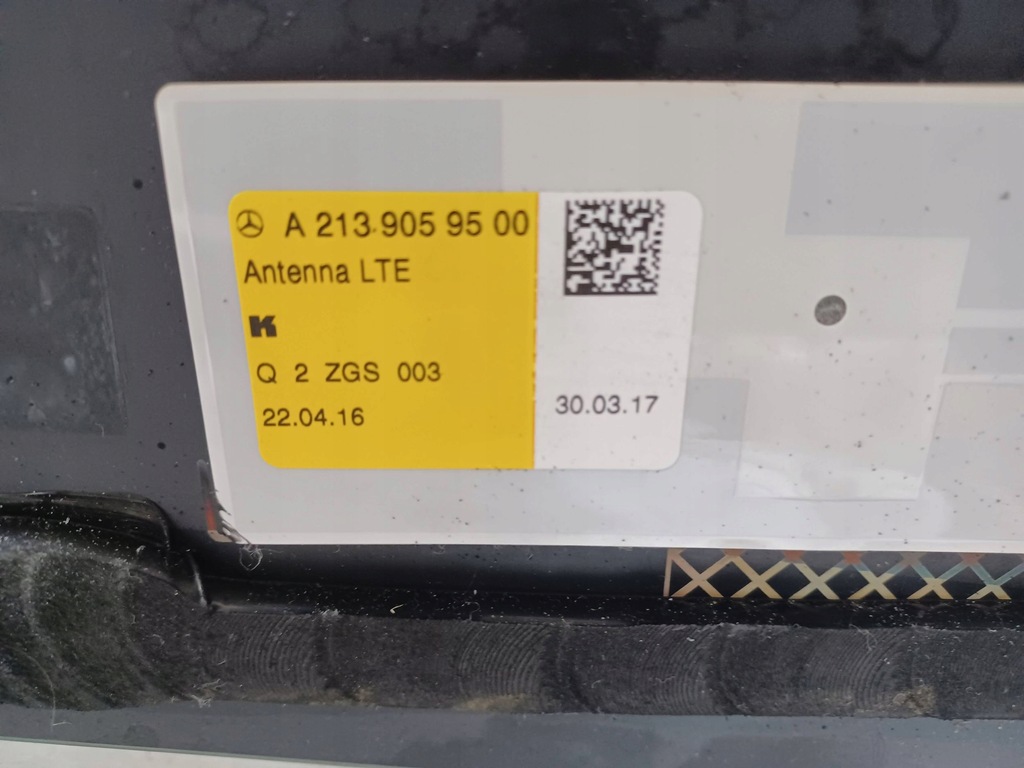 A 213 905 95 00
Antenna LTE
K
Q 2 ZGS 003
22.04.16
30.03.17